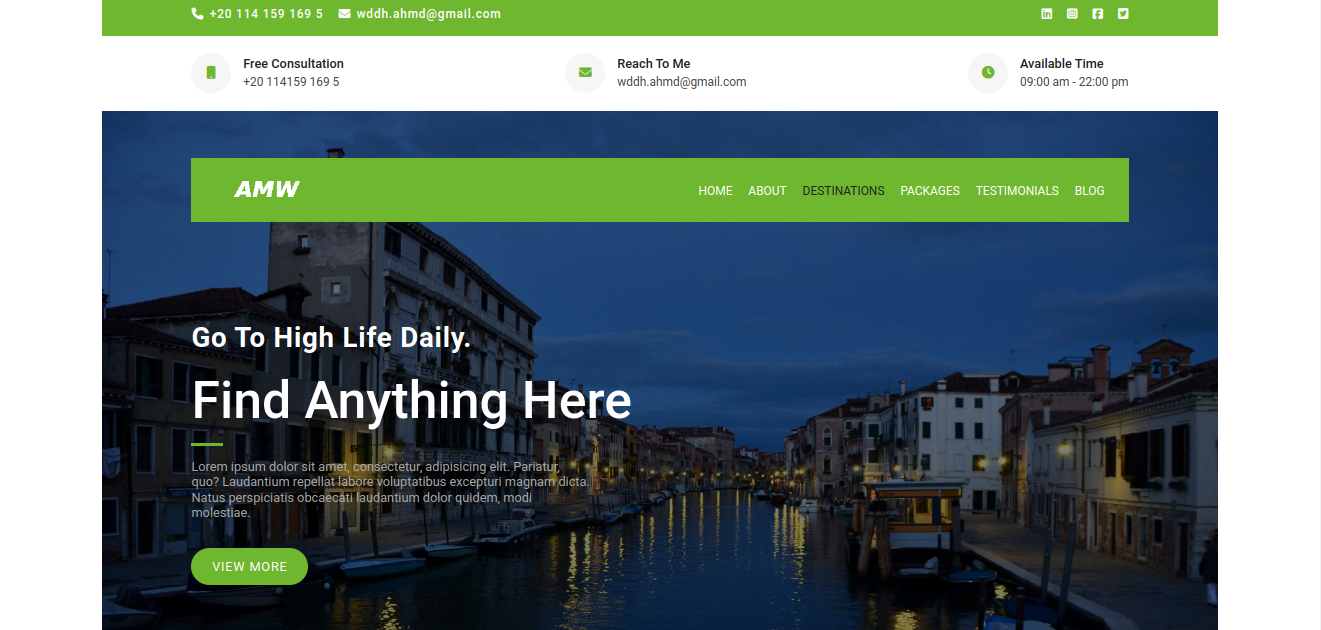 +20 114 159 169 5 wddh.ahmd@gmail.com
Free Consultation
+20 114159 169 5
Reach To Me
wddh.ahmd@gmail.com
Available Time
09:00 am - 22:00 pm
AMW
HOME ABOUT DESTINATIONS PACKAGES TESTIMONIALS BLOG
Go To High Life Daily.
Find Anything Here
Lorem ipsum dolor sit amet, consectetur, adipisicing elit. Pariatur,
quo? Laudantium repellat labore voluptatibus excepturi magnam dicta.
Natus perspiciatis obcaecati laudantium dolor quidem, modi
molestiae.
VIEW MORE